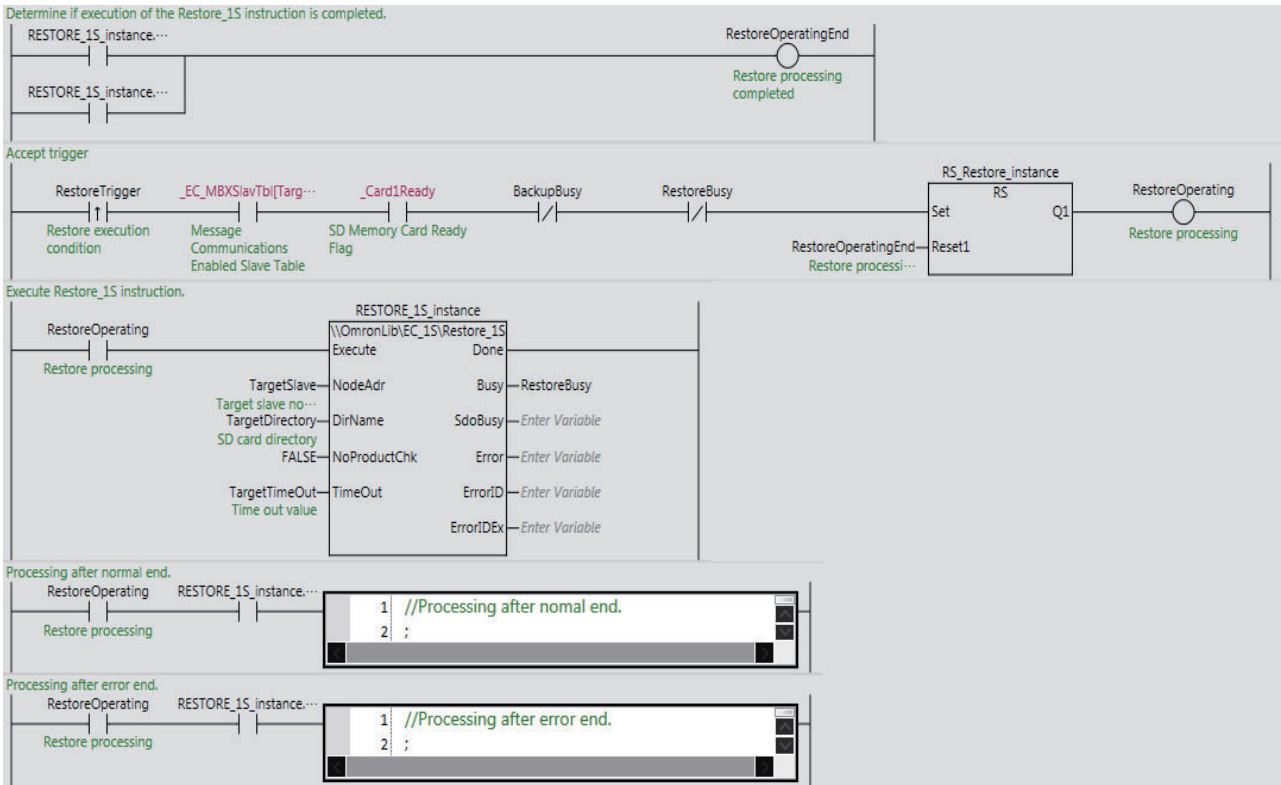 Determine if execution of the Restore_1S instruction is completed.
RESTORE_1S_instance.…
RestoreOperatingEnd
Restore processing
completed
RESTORE_1S_instance.…
Accept trigger
RS_Restore_instance
RestoreTrigger _EC_MBXSlavTbl[Targ… _Card1Ready BackupBusy RestoreBusy RS RestoreOperating
Set Q1
Restore execution Message SD Memory Card Ready Restore processing
condition Communications Flag
Enabled Slave Table
RestoreOperatingEnd Reset1
Restore processi…
Execute Restore_1S instruction.
RESTORE_1S_instance
RestoreOperating \\OmronLib\EC_1S\Restore_1S
Execute Done
Restore processing
TargetSlave NodeAdr Busy RestoreBusy
Target slave no…
TargetDirectory DirName SdoBusy Enter Variable
SD card directory
FALSE NoProductChk Error Enter Variable
TargetTimeOut TimeOut ErrorID Enter Variable
Time out value
ErrorIDEx Enter Variable
Processing after normal end.
RestoreOperating RESTORE_1S_instance.…
Restore processing
1 //Processing after nomal end.
2 ;
Processing after error end.
RestoreOperating RESTORE_1S_instance.…
Restore processing
1 //Processing after error end.
2 ;